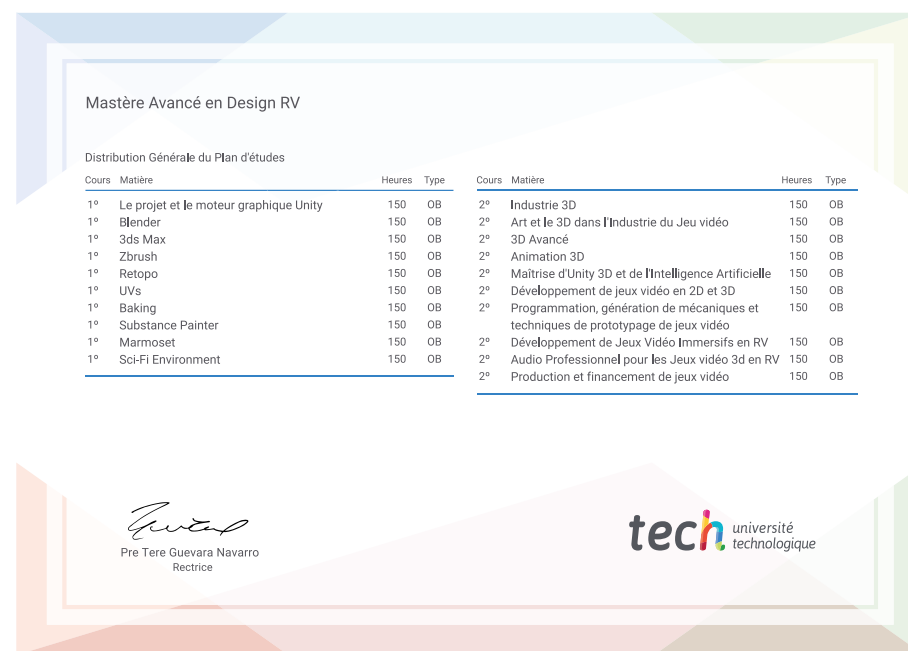 Mastère Avancé en Design RV
Distribution Générale du Plan d'études
Cours Matière Heures Type
1º Le projet et le moteur graphique Unity 150 OB
1º Blender 150 OB
1º 3ds Max 150 OB
1º Zbrush 150 OB
1º Retopo 150 OB
1º UVs 150 OB
1º Baking 150 OB
1º Substance Painter 150 OB
1º Marmoset 150 OB
1º Sci-Fi Environment 150 OB
Cours Matière Heures Type
2º Industrie 3D 150 OB
2º Art et le 3D dans l'Industrie du Jeu vidéo 150 OB
2º 3D Avancé 150 OB
2º Animation 3D 150 OB
2º Maîtrise d'Unity 3D et de l'Intelligence Artificielle 150 OB
2º Développement de jeux vidéo en 2D et 3D 150 OB
2º Programmation, génération de mécaniques et 150 OB
techniques de prototypage de jeux vidéo
2º Développement de Jeux Vidéo Immersifs en RV 150 OB
2º Audio Professionnel pour les Jeux vidéo 3d en RV 150 OB
2º Production et financement de jeux vidéo 150 OB
Pre Tere Guevara Navarro
Rectrice
tech université
technologique